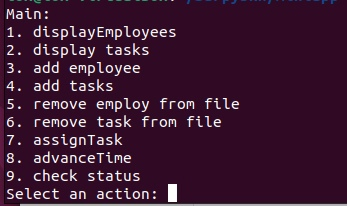 Main:
1. displayEmployees
2. display tasks
3. add employee
4. add tasks
5. remove employ from file
6. remove task from file
7. assignTask
8. advanceTime
9. check status
Select an action: